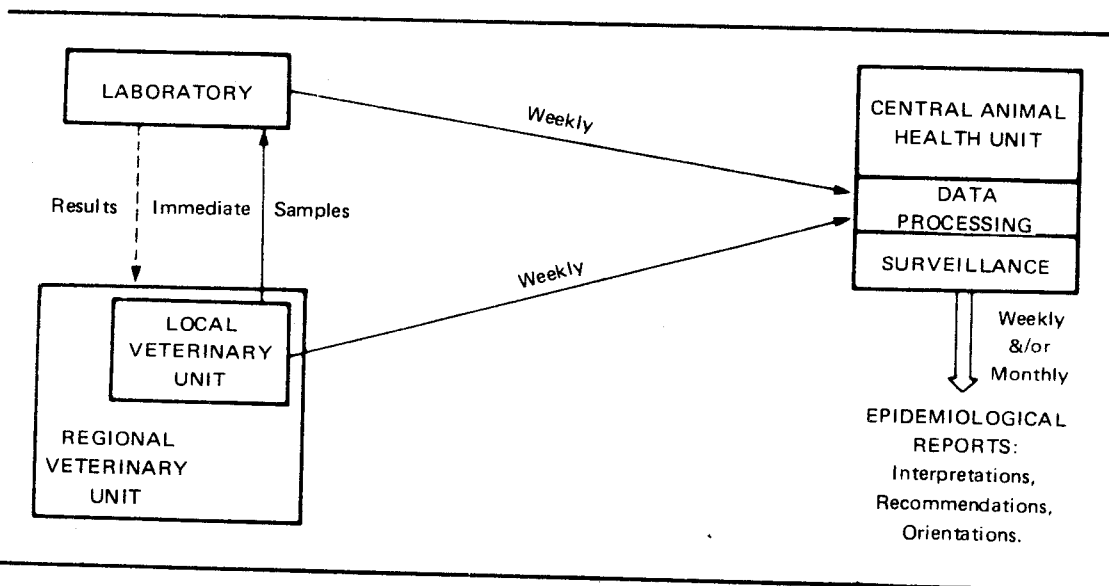 LABORATORY
Weekly
CENTRAL ANIMAL
HEALTH UNIT
DATA
PROCESSING
SURVEILLANCE
Results Immediate Samples
Weekly
LOCAL
VETERINARY
UNIT
REGIONAL
VETERINARY
UNIT
Weekly
&/or
Monthly
EPIDEMIOLOGICAL
REPORTS:
Interpretations,
Recommendations,
Orientations.